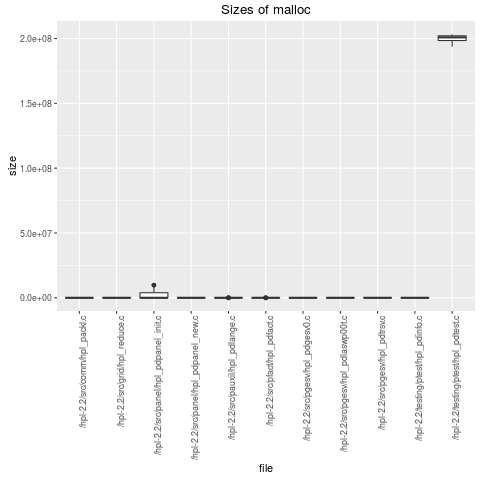 Sizes of malloc
size
2.0e+08
1.5e+08
1.0e+08
5.0e+07
0.0e+00
/hpl-2.2/src/comm/hpl_packl.c
/hpl-2.2/src/grid/hpl_reduce.c
/hpl-2.2/src/panel/hpl_pdpanel_init.c
/hpl-2.2/src/panel/hpl_pdpanel_new.c
/hpl-2.2/src/pauxil/hpl_pdlange.c
/hpl-2.2/src/pfact/hpl_pdfact.c
/hpl-2.2/src/pgesv/hpl_pdgesv0.c
/hpl-2.2/src/pgesv/hpl_pdlaswp00t.c
/hpl-2.2/src/pgesv/hpl_pdtrsv.c
/hpl-2.2/testing/ptest/hpl_pdinfo.c
/hpl-2.2/testing/ptest/hpl_pdtest.c
file